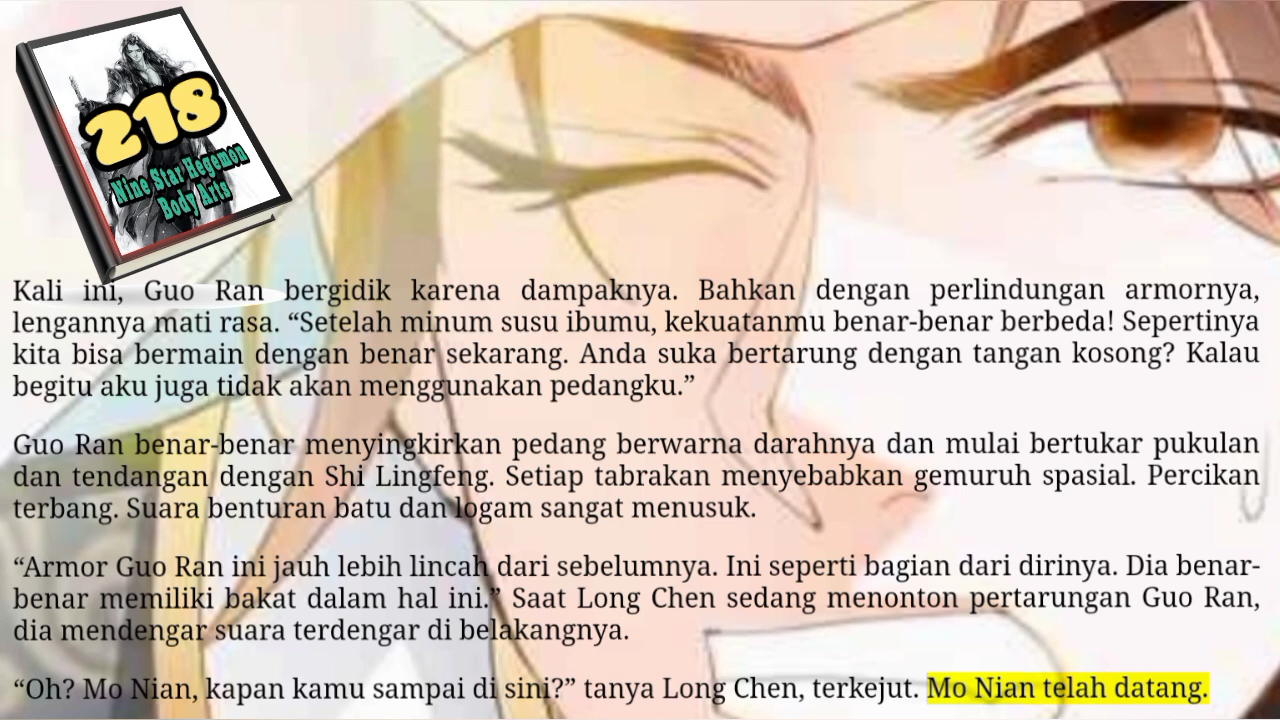 218
Nine Star Hegemon
Body Arts
Kali ini, Guo Ran bergidik karena dampaknya. Bahkan dengan perlindungan armornya,
lengannya mati rasa. “Setelah minum susu ibumu, kekuatanmu benar-benar berbeda! Sepertinya
kita bisa bermain dengan benar sekarang. Anda suka bertarung dengan tangan kosong? Kalau
begitu aku juga tidak akan menggunakan pedangku.”
Guo Ran benar-benar menyingkirkan pedang berwarna darahnya dan mulai bertukar pukulan
dan tendangan dengan Shi Lingfeng. Setiap tabrakan menyebabkan gemuruh spasial. Percikan
terbang. Suara benturan batu dan logam sangat menusuk.
“Armor Guo Ran ini jauh lebih lincah dari sebelumnya. Ini seperti bagian dari dirinya. Dia benar-
benar memiliki bakat dalam hal ini.” Saat Long Chen sedang menonton pertarungan Guo Ran,
dia mendengar suara terdengar di belakangnya.
“Oh? Mo Nian, kapan kamu sampai di sini?” tanya Long Chen, terkejut. Mo Nian telah datang.